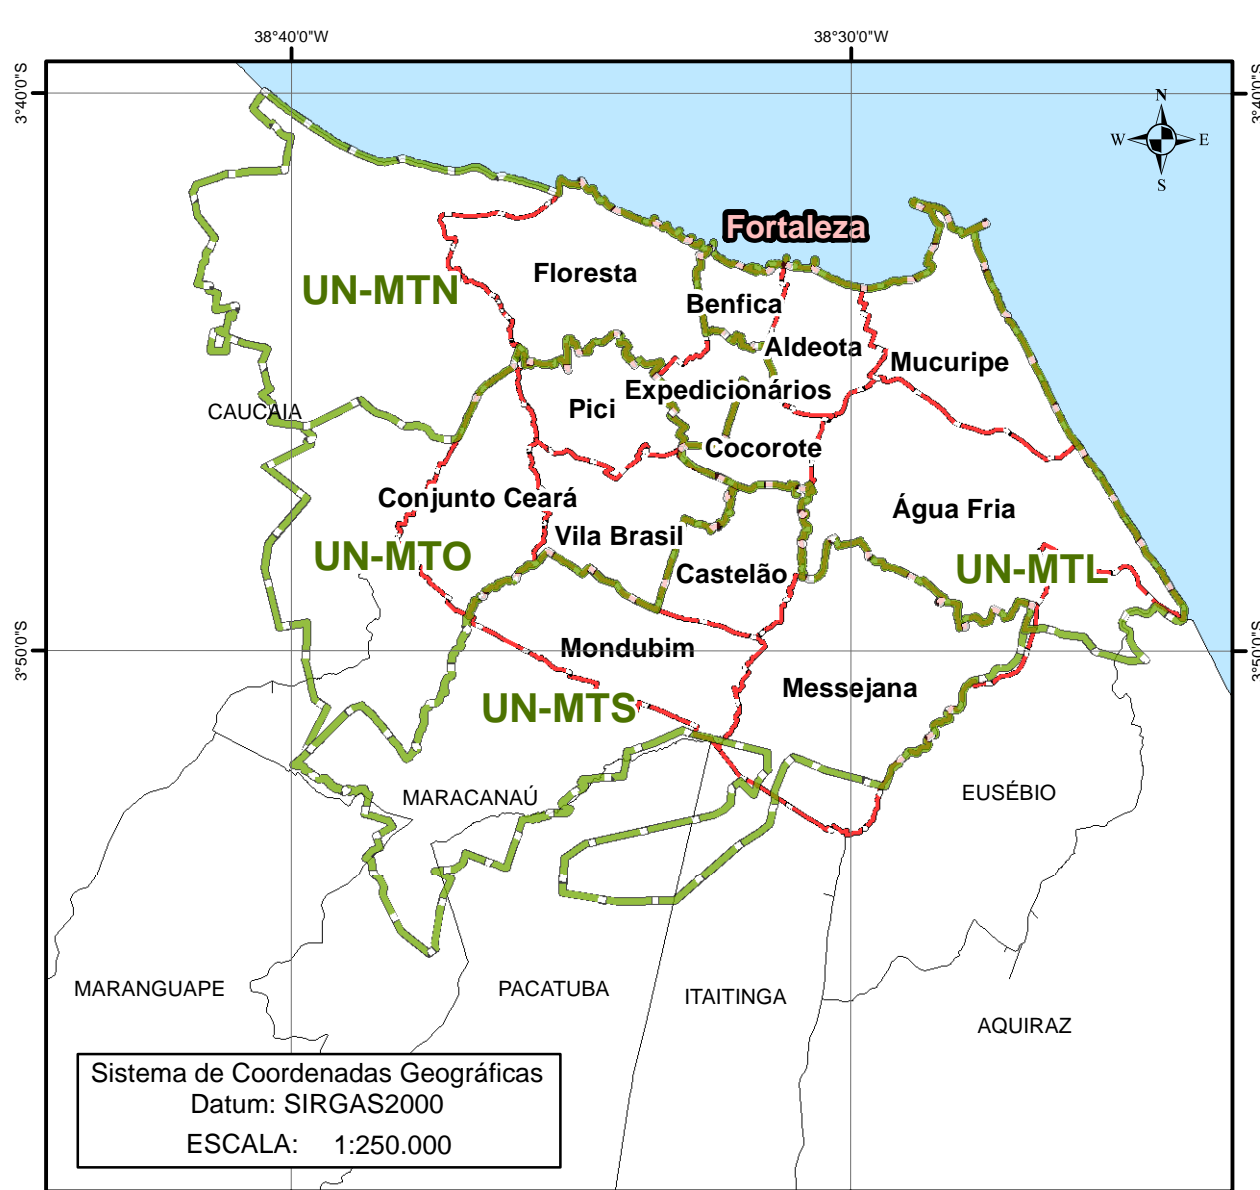 38°40'0"W
38°30'0"W
3°40'0"S
3°40'0"S
N
W
E
S
Fortaleza
Floresta
UN-MTN
Benfica
Aldeota
Mucuripe
Expedicionários
Pici
CAUCAIA
Cocorote
Conjunto Ceará
Água Fria
Vila Brasil
UN-MTO
UN-MTL
Castelão
Mondubim
3°50'0"S
3°50'0"S
Messejana
UN-MTS
MARACANAÚ
EUSÉBIO
MARANGUAPE
PACATUBA
ITAITINGA
AQUIRAZ
Sistema de Coordenadas Geográficas
Datum: SIRGAS2000
ESCALA: 1:250.000